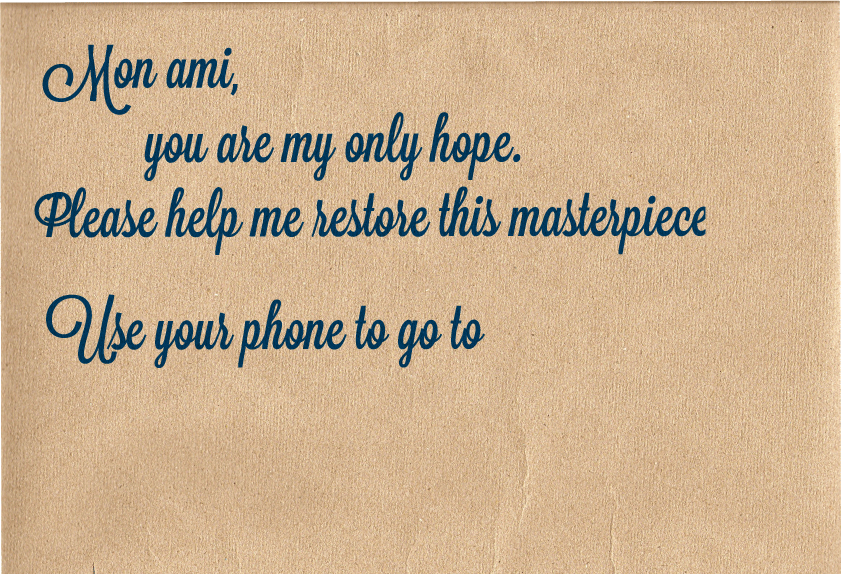 Mon ami,
you are my only hope.
Please help me restore this masterpiece
Use your phone to go to